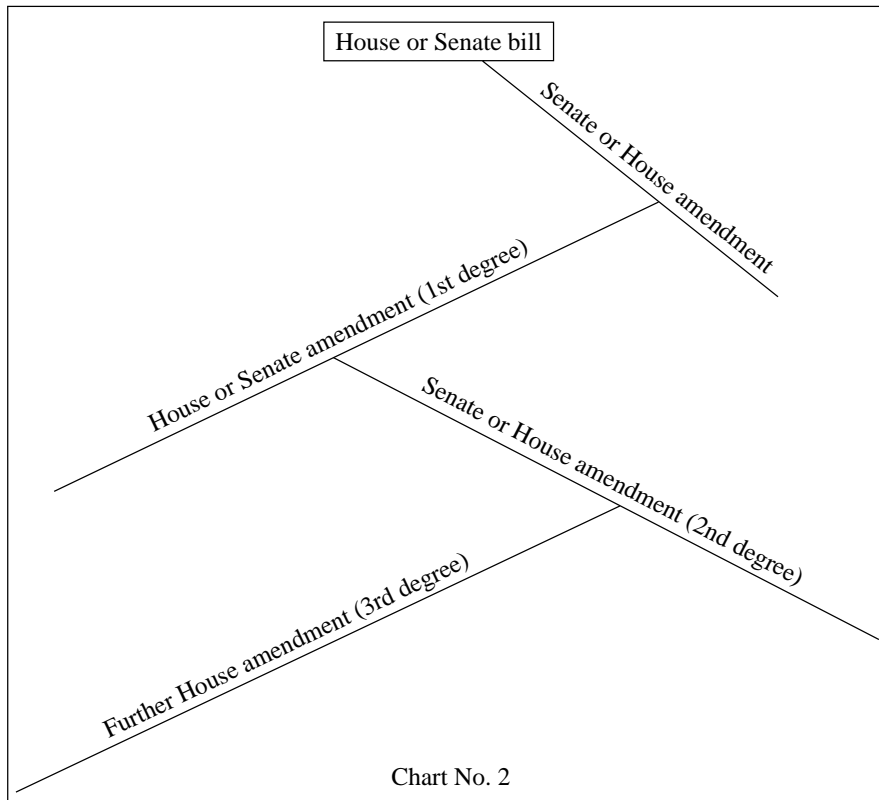 House or Senate bill
Senate or House amendment
House or Senate amendment (1st degree)
Senate or House amendment (2nd degree)
Further House amendment (3rd degree)
Chart No. 2